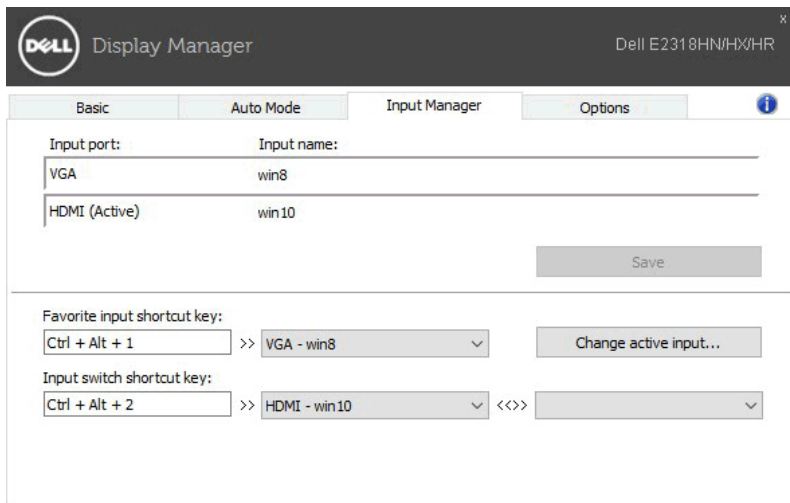 x
DELL Display Manager Dell E2318HN/HX/HR
Basic Auto Mode Input Manager Options i
Input port: Input name:
VGA win8
HDMI (Active) win10
Save
Favorite input shortcut key:
Ctrl + Alt + 1 >> VGA - win8 Change active input...
Input switch shortcut key:
Ctrl + Alt + 2 >> HDMI - win10 <<>>